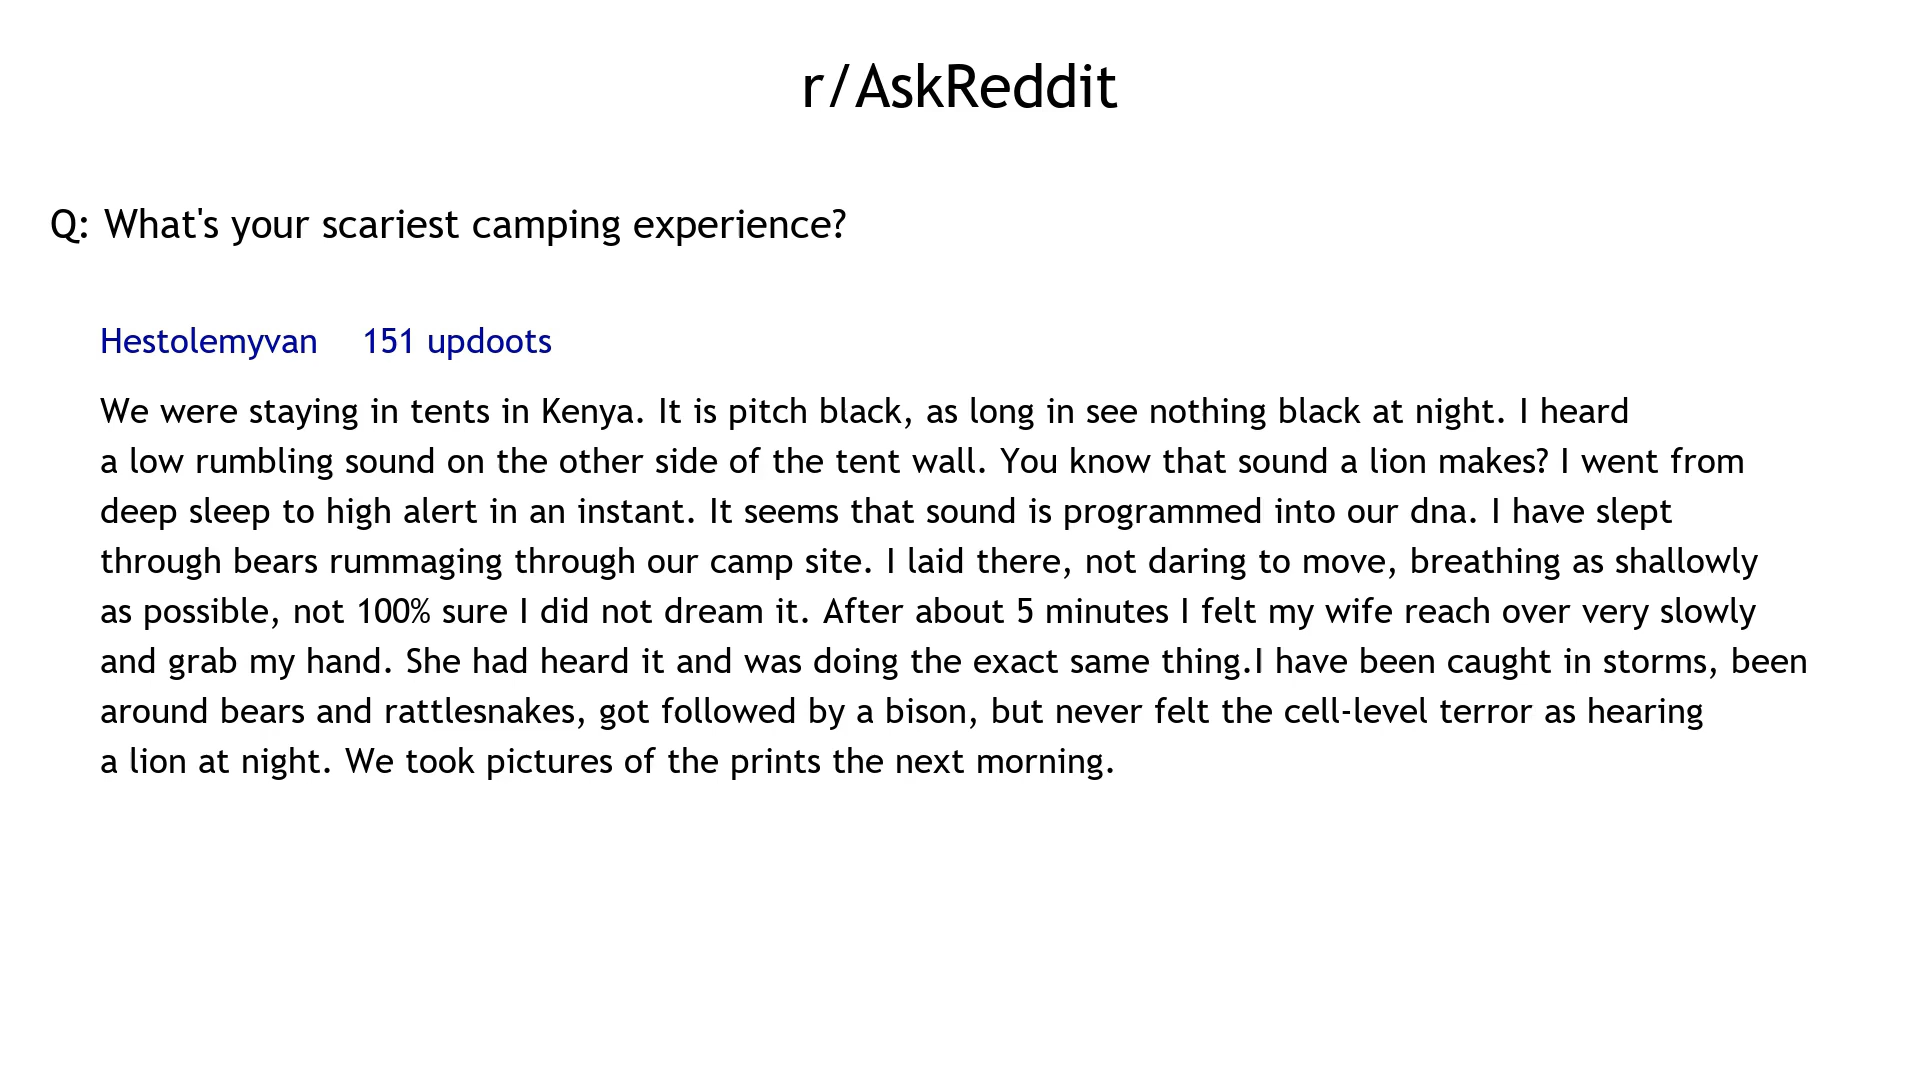 r/AskReddit
Q: What's your scariest camping experience?
Hestolemyvan 151 updoots
We were staying in tents in Kenya. It is pitch black, as long in see nothing black at night. I heard
a low rumbling sound on the other side of the tent wall. You know that sound a lion makes? I went from
deep sleep to high alert in an instant. It seems that sound is programmed into our dna. I have slept
through bears rummaging through our camp site. I laid there, not daring to move, breathing as shallowly
as possible, not 100% sure I did not dream it. After about 5 minutes I felt my wife reach over very slowly
and grab my hand. She had heard it and was doing the exact same thing.I have been caught in storms, been
around bears and rattlesnakes, got followed by a bison, but never felt the cell-level terror as hearing
a lion at night. We took pictures of the prints the next morning.